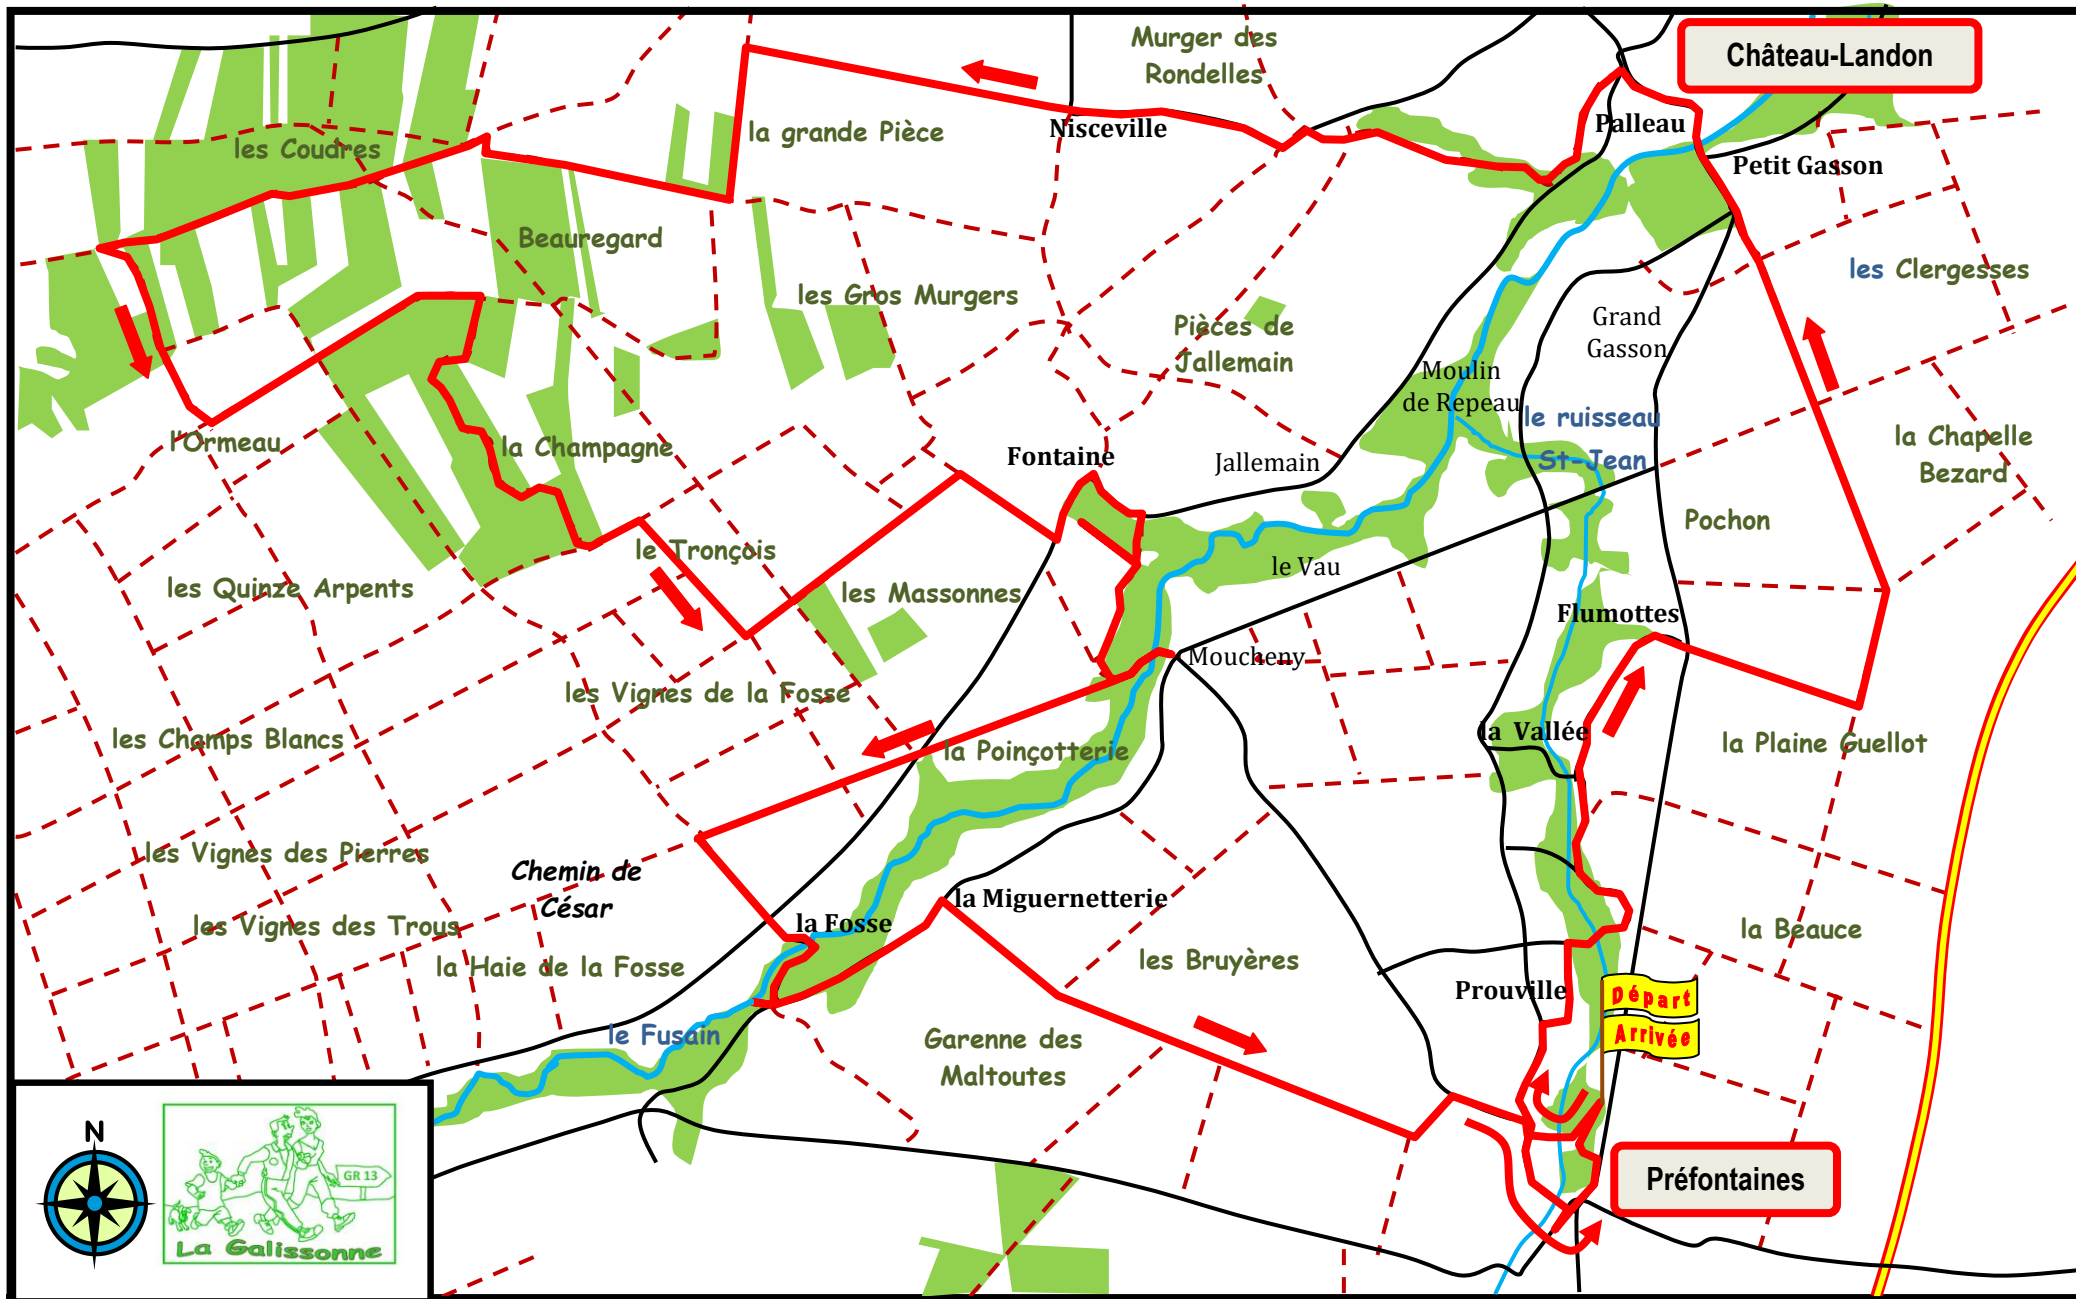 Murger des
Rondelles
Château-Landon
la grande Pièce
Nisceville
Palleau
les Coudres
Petit Gasson
Beauregard
les Clergesses
les Gros Murgers
Pièces de
Jallemain
Grand
Gasson
Moulin
de Repeau
le ruisseau
St-Jean
l'Ormeau
la Champagne
Fontaine
Jallemain
la Chapelle
Bezard
Pochon
le Tronçois
les Quinze Arpents
les Massonnes
le Vau
Flumottes
Moucheny
les Vignes de la Fosse
les Champs Blancs
la Poinçotterie
la Vallée
la Plaine Guellot
les Vignes des Pierres
Chemin de
César
la Miguernetterie
les Vignes des Trous
la Fosse
la Beauce
la Haie de la Fosse
les Bruyères
Prouville
Départ
Arrivée
le Fusain
Garenne des
Maltoutes
N
GR 13
La Galissonne
Préfontaines